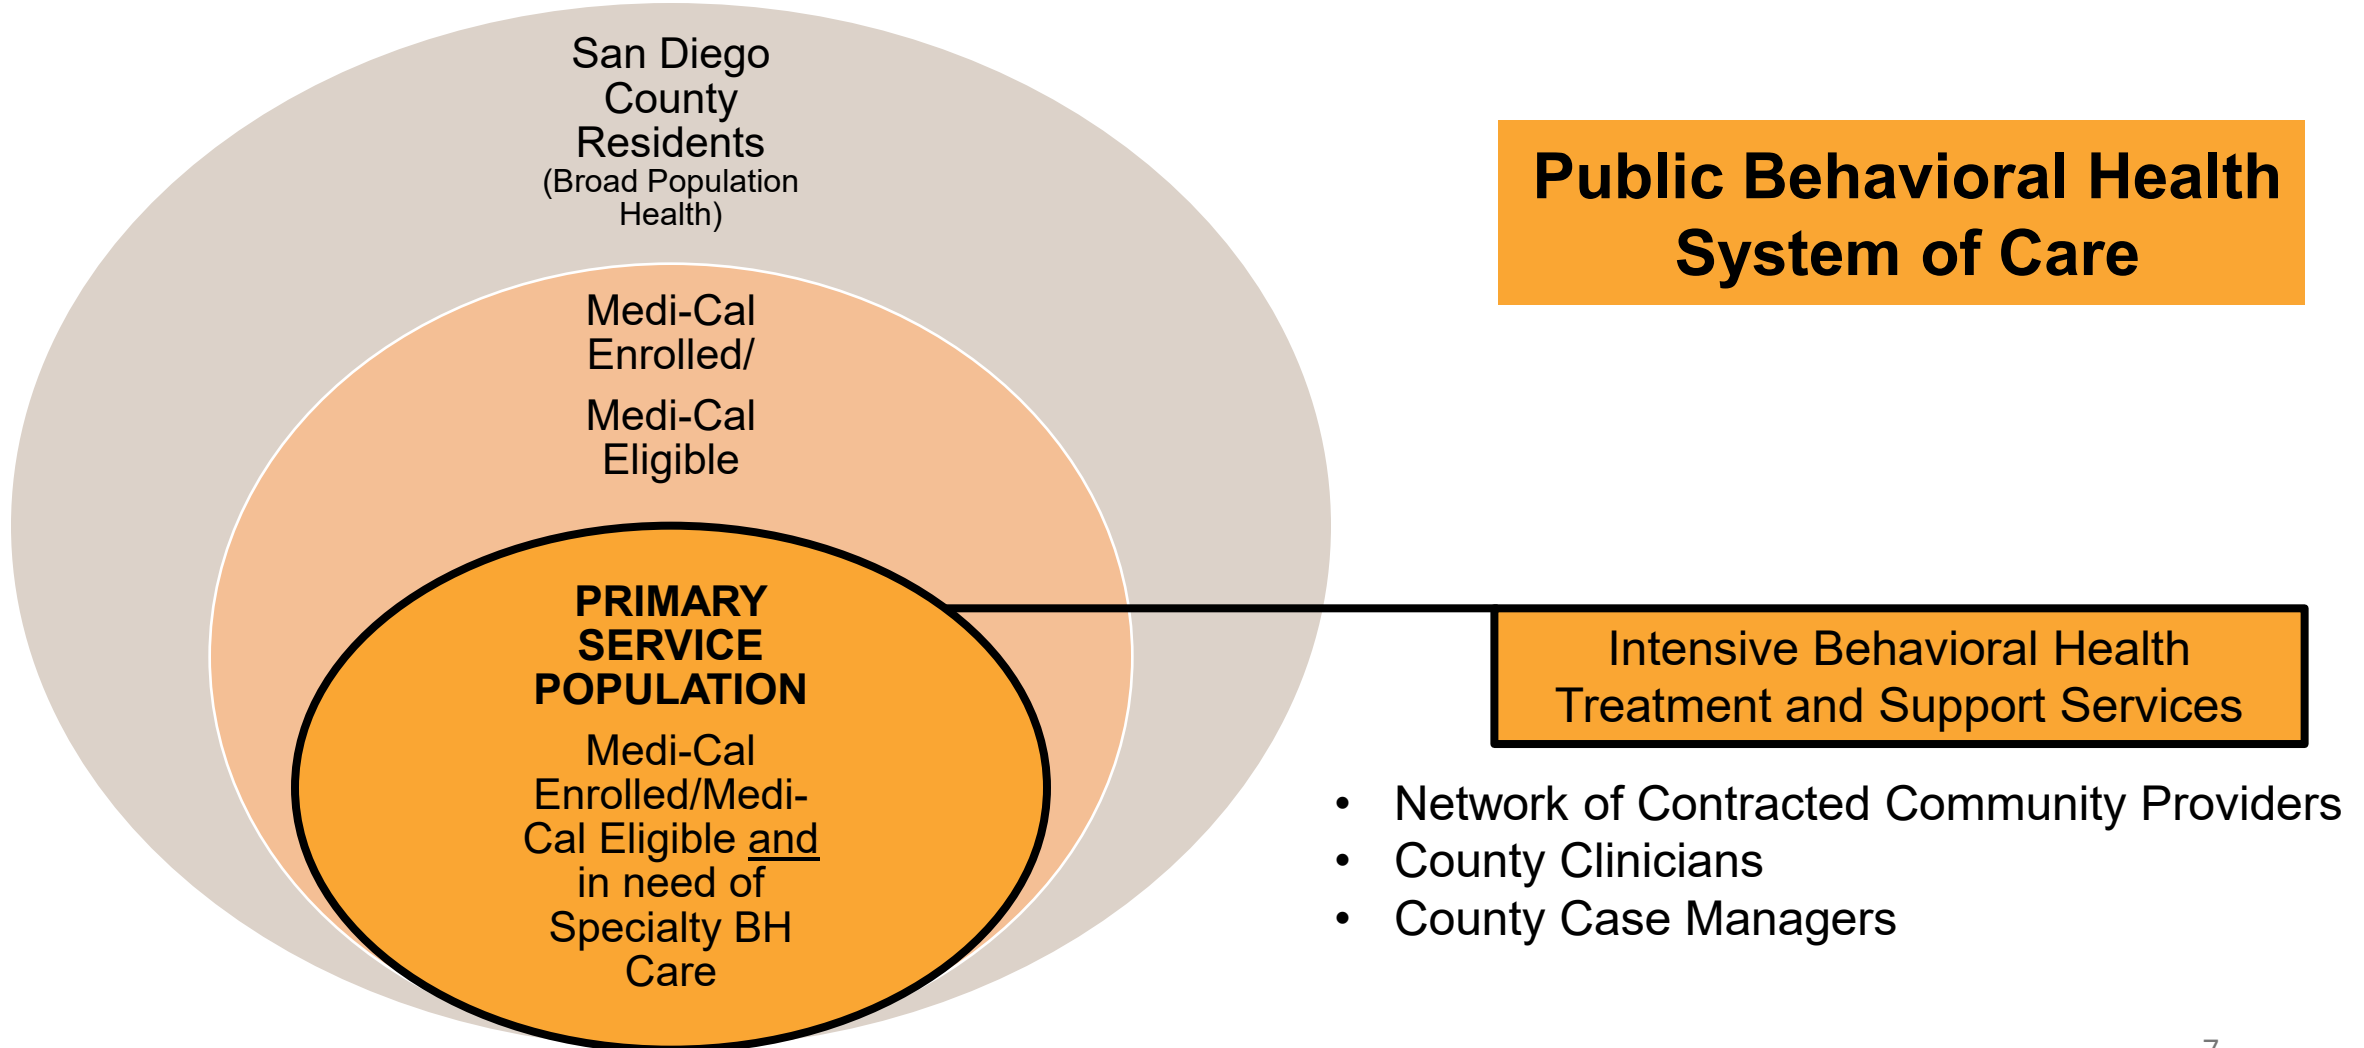 San Diego
County
Residents
(Broad Population
Health)
Medi-Cal
Enrolled/
Medi-Cal
Eligible
PRIMARY
SERVICE
POPULATION
Medi-Cal
Enrolled/Medi-
Cal Eligible and
in need of
Specialty BH
Care
Public Behavioral Health
System of Care
Intensive Behavioral Health
Treatment and Support Services
• Network of Contracted Community Providers
• County Clinicians
• County Case Managers
7